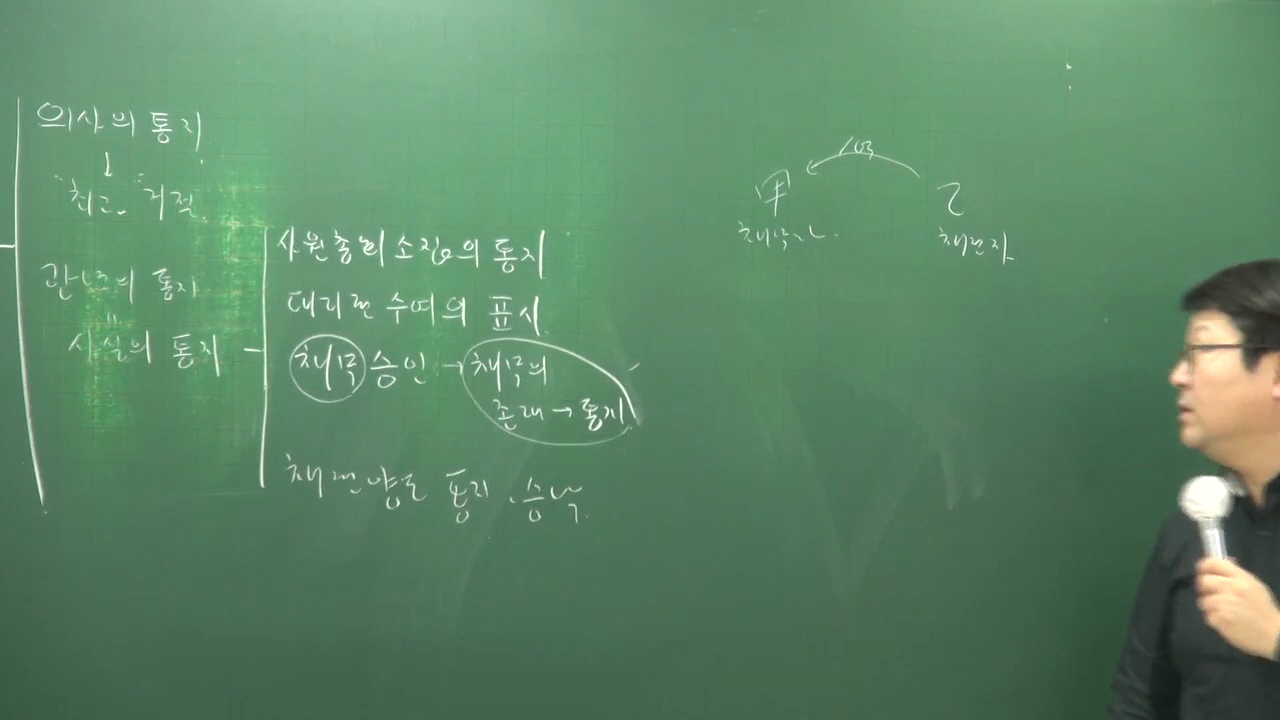 의사의 통지
↓
"최고" 거절
관념의 통지
"
사실의 통지
사원총회소집의 통지
대리권 수여의 표시
채무 승인 → 채무의
존재 → 통지
채권양도 통지 . 승낙.
甲
乙
채무자
채권자